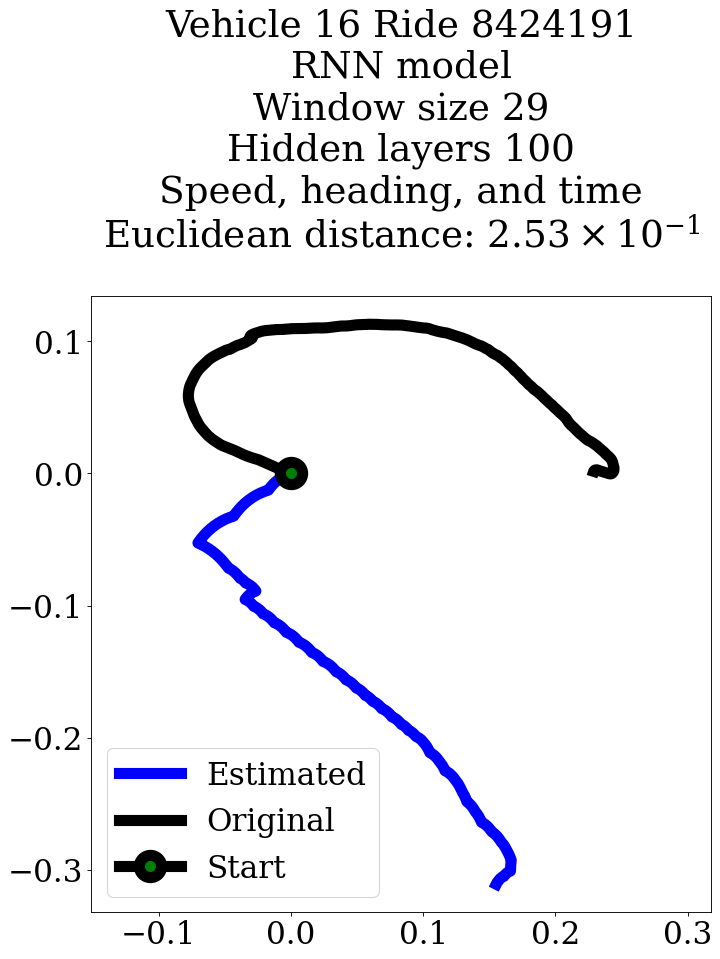 Vehicle 16 Ride 8424191
RNN model
Window size 29
Hidden layers 100
Speed, heading, and time
Euclidean distance: 2.53 × 10⁻¹
0.1
0.0
−0.1
−0.2
−0.3
Estimated
Original
Start
−0.1 0.0 0.1 0.2 0.3